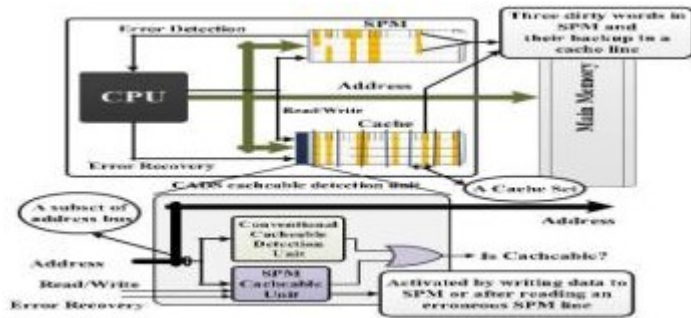 Error Detection
SPM
Three dirty words in
SPM and
their backup in a
cache line
CPU
Address
Read/Write
Main Memory
Cache
Error Recovery
CADS cacheable detection unit
A Cache Set
A subset of
address bus
Address
Conventional
Cacheable
Detection
Unit
Address
Is Cacheable?
SPM
Cacheable
Unit
Read/Write
Error Recovery
Activated by writing data to
SPM or after reading an
erroneous SPM line